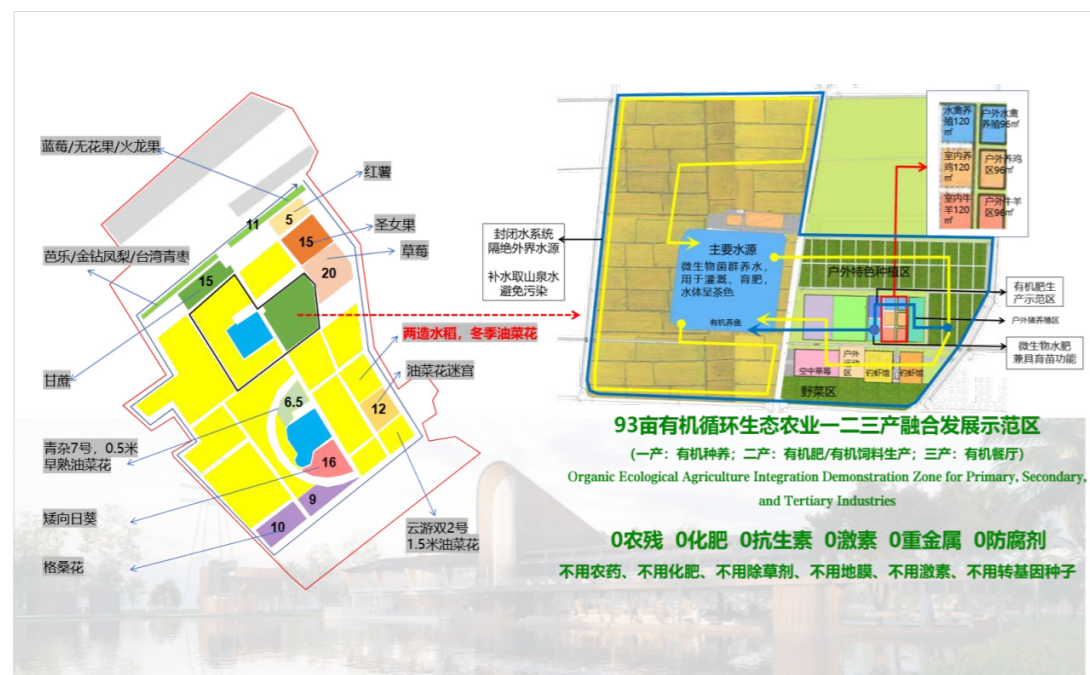 蓝莓/无花果/火龙果
红薯
11
5
圣女果
15
草莓
20
芭乐/金钻凤梨/台湾青枣
15
两造水稻，冬季油菜花
甘蔗
油菜花迷宫
6.5
12
青杂7号，0.5米
早熟油菜花
16
9
矮向日葵
10
云游双2号
1.5米油菜花
格桑花
封闭水系统
隔绝外界水源
补水取山泉水
避免污染
主要水源
微生物菌群养水，
用于灌溉、育肥，
水体呈茶色
有机养鱼
水禽养
殖120
㎡
户外水禽
养殖96㎡
室内养
鸡120
㎡
户外养鸡
区96㎡
室内牛
羊120
㎡
户外牛羊
区96㎡
户外特色种植区
有机肥生
产示范区
户外猪养殖区
微生物水肥
兼具育苗功能
空中草莓
户外
区
钓虾馆
钓虾馆
野菜区
93亩有机循环生态农业一二三产融合发展示范区
（一产：有机种养；二产：有机肥/有机饲料生产；三产：有机餐厅）
Organic Ecological Agriculture Integration Demonstration Zone for Primary, Secondary,
and Tertiary Industries
0农残 0化肥 0抗生素 0激素 0重金属 0防腐剂
不用农药、不用化肥、不用除草剂、不用地膜、不用激素、不用转基因种子